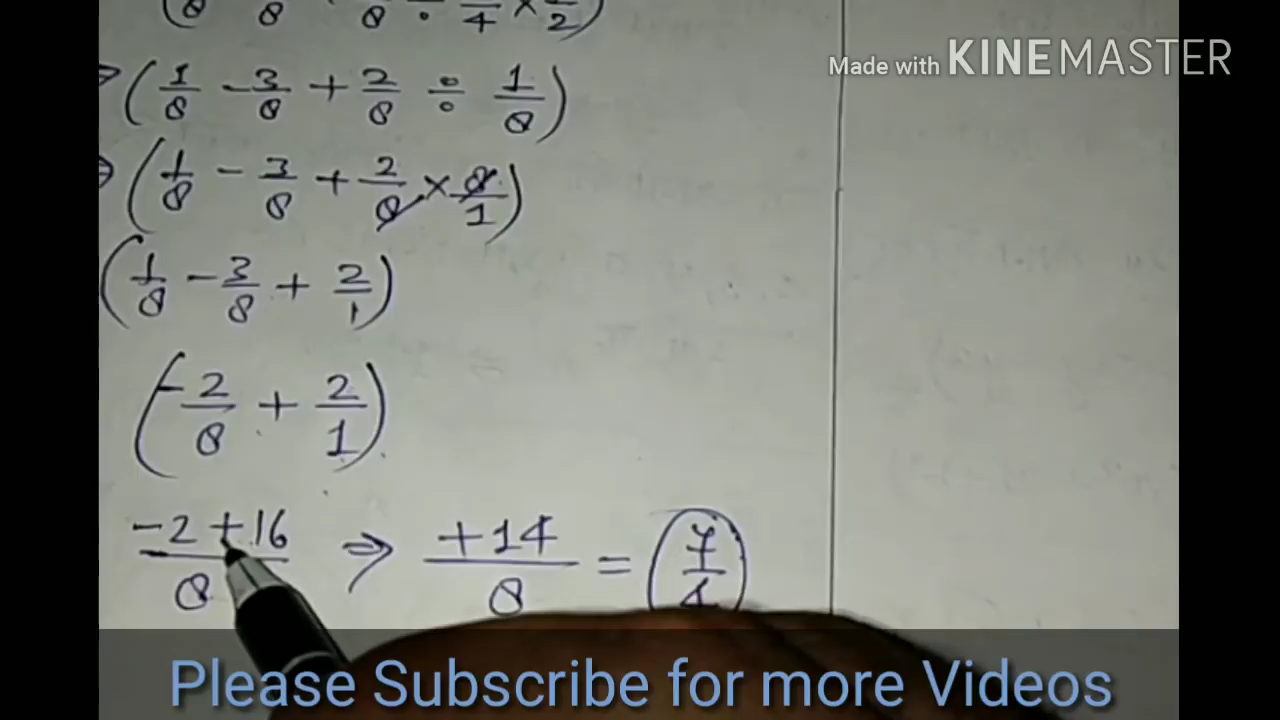 Made with KINEMASTER
(1/8 - 3/8 + 2/8 ÷ 1/8)
(1/8 - 3/8 + 2/8 × 8/1)
(1/8 - 3/8 + 2/1)
(-2/8 + 2/1)
-2+16/8 ⇒ +14/8 = 7/4
Please Subscribe for more Videos